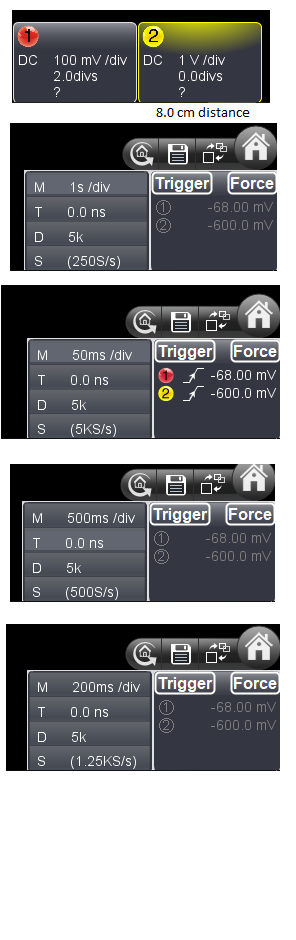 1 2
DC 100 mV /div DC 1 V /div
2.0divs 0.0divs
? ?
8.0 cm distance
M 1s /div Trigger Force
T 0.0 ns 1 -68.00 mV
D 5k 2 -600.0 mV
S (250S/s)
M 50ms /div Trigger Force
T 0.0 ns 1 -68.00 mV
D 5k 2 -600.0 mV
S (5KS/s)
M 500ms /div Trigger Force
T 0.0 ns 1 -68.00 mV
D 5k 2 -600.0 mV
S (500S/s)
M 200ms /div Trigger Force
T 0.0 ns 1 -68.00 mV
D 5k 2 -600.0 mV
S (1.25KS/s)